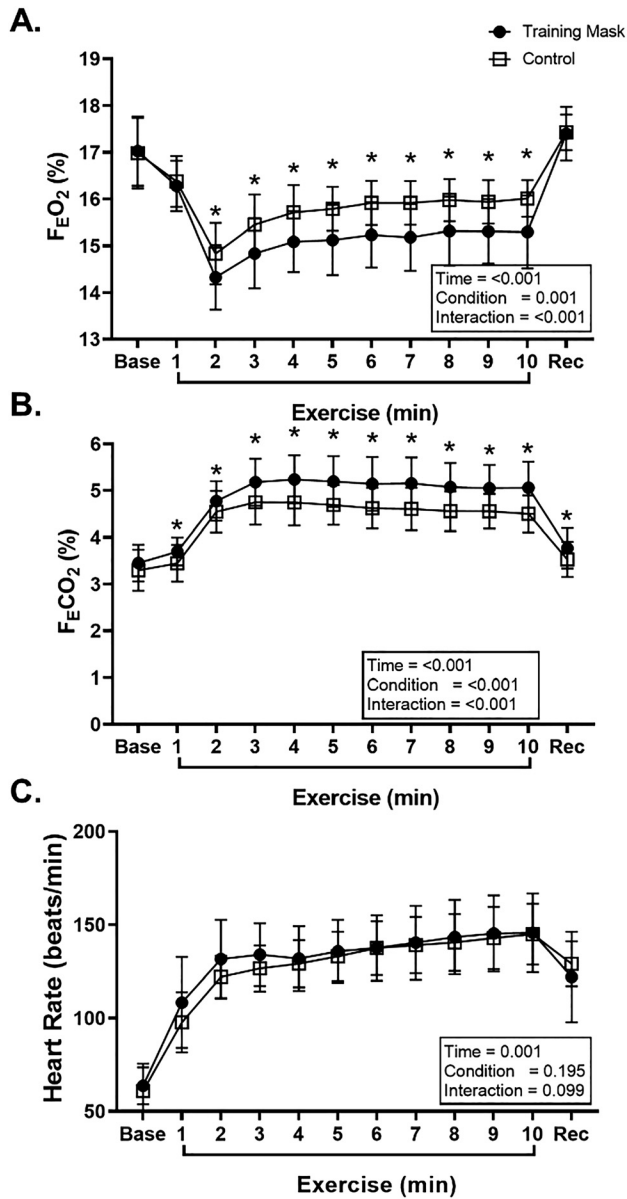 A.
Training Mask
Control
19
18
17
16
15
14
13
FEO2 (%)
* * * * * * * * *
Time = <0.001
Condition = 0.001
Interaction = <0.001
Base 1 2 3 4 5 6 7 8 9 10 Rec
Exercise (min)
B.
6
5
4
3
2
1
0
FECO2 (%)
* * * * * * * * * * *
Time = <0.001
Condition = <0.001
Interaction = <0.001
Base 1 2 3 4 5 6 7 8 9 10 Rec
Exercise (min)
C.
200
150
100
50
Heart Rate (beats/min)
Time = 0.001
Condition = 0.195
Interaction = 0.099
Base 1 2 3 4 5 6 7 8 9 10 Rec
Exercise (min)